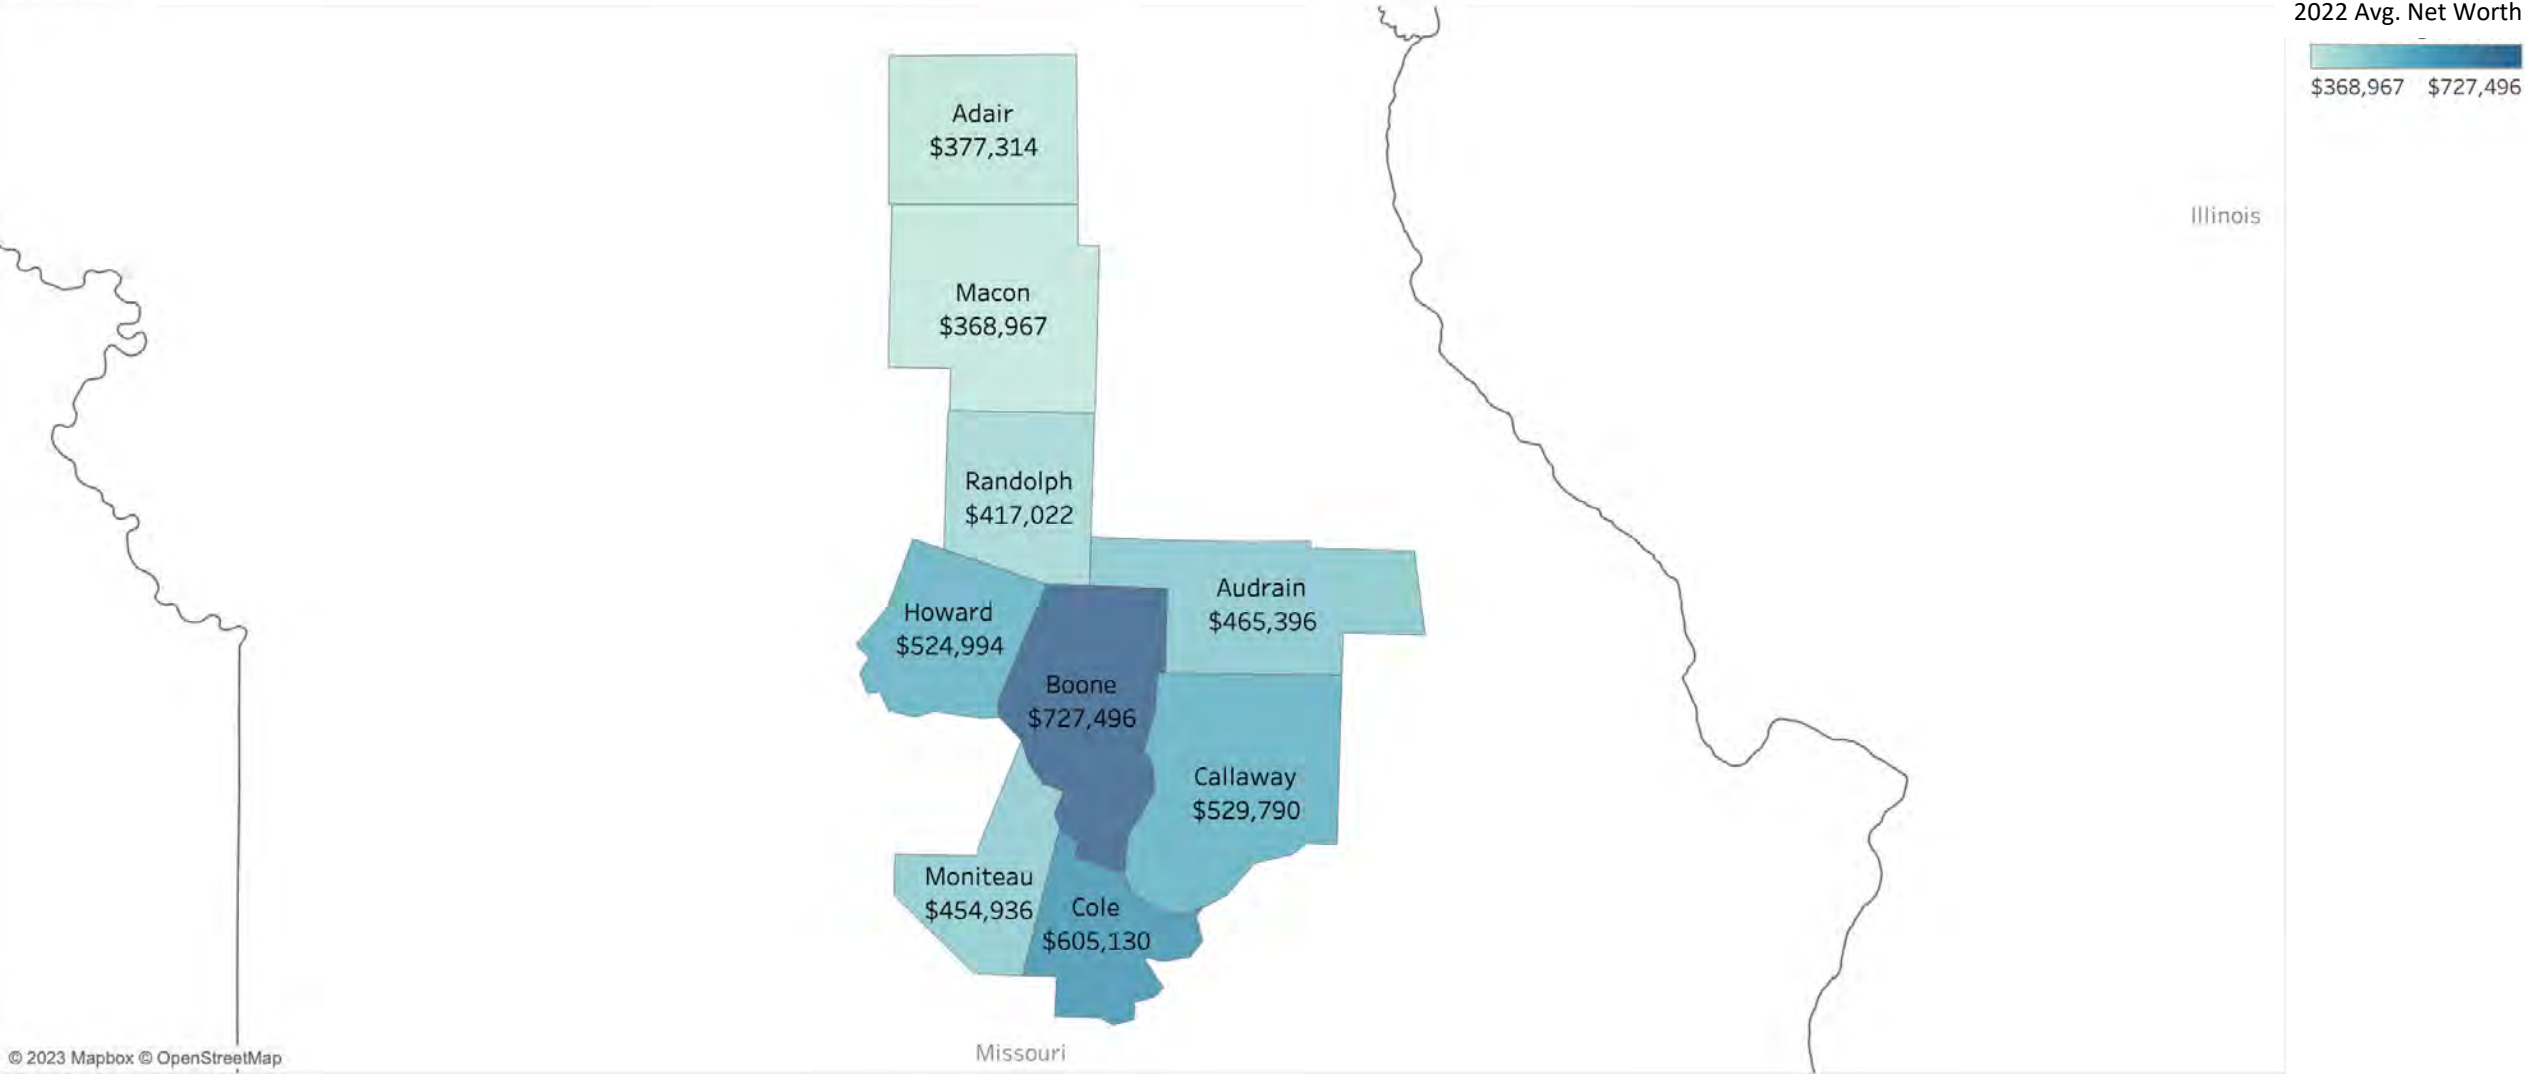 2022 Avg. Net Worth
$368,967 $727,496
Adair
$377,314
Illinois
Macon
$368,967
Randolph
$417,022
Audrain
$465,396
Howard
$524,994
Boone
$727,496
Callaway
$529,790
Moniteau
$454,936
Cole
$605,130
Missouri
© 2023 Mapbox © OpenStreetMap